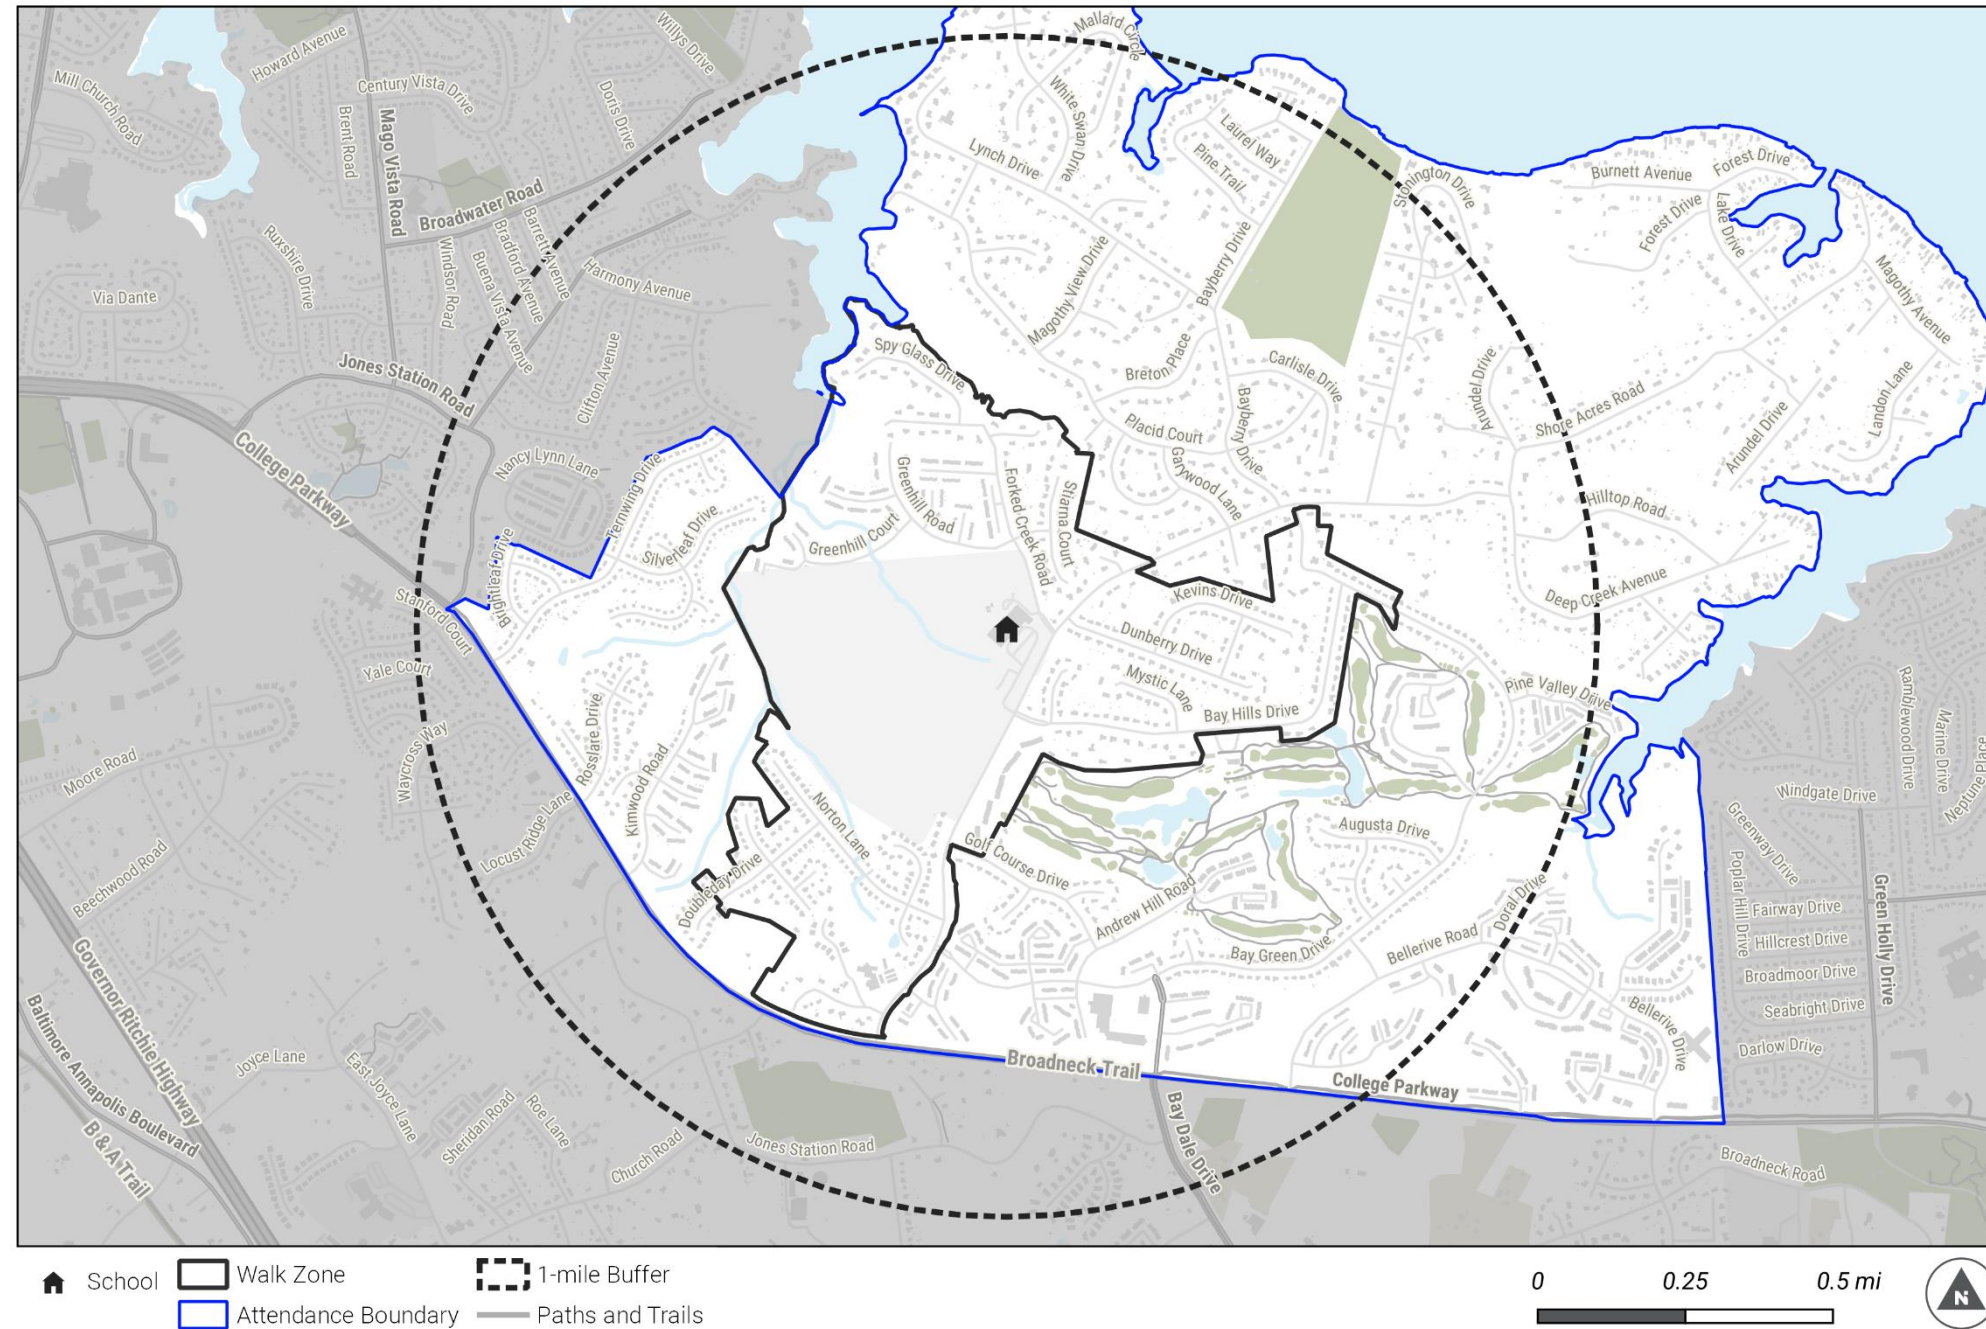 Mallard Circle
Willys Drive
Howard Avenue
Mill Church Road
Century Vista Drive
Doris Drive
Brent Road
Mago Vista Road
White Swan Drive
Laurel Way
Lynch Drive
Pine Trail
Stonington Drive
Burnett Avenue
Forest Drive
Broadwater Road
Barrett Avenue
Bradford Avenue
Forest Drive
Lake Drive
Ruxshire Drive
Windsor Road
Buena Vista Avenue
Harmony Avenue
Magothy View Drive
Bayberry Drive
Magothy Avenue
Via Dante
Spy Glass Drive
Breton Place
Carlisle Drive
Arundel Drive
Jones Station Road
Clifton Avenue
Bayberry Drive
Shore Acres Road
Landon Lane
Arundel Drive
Placid Court
College Parkway
Nancy Lynn Lane
Ternwing Drive
Greenhill Road
Forked Creek Road
Stiarna Court
Garywood Lane
Hilltop Road
Silverleaf Drive
Greenhill Court
Brightleaf Drive
Stanford Court
Kevins Drive
Deep Creek Avenue
Dunberry Drive
Yale Court
Mystic Lane
Bay Hills Drive
Pine Valley Drive
Ramblewood Drive
Marine Drive
Neptune Place
Rosslare Drive
Waycross Way
Moore Road
Kimwood Road
Norton Lane
Windgate Drive
Greenway Drive
Locust Ridge Lane
Augusta Drive
Golf Course Drive
Beechwood Road
Doubleday Drive
Andrew Hill Road
Doral Drive
Poplar Hill Drive
Fairway Drive
Green Holly Drive
Bay Green Drive
Bellerive Road
Hillcrest Drive
Governor Ritchie Highway
Broadmoor Drive
Seabright Drive
Bellerive Drive
Baltimore Annapolis Boulevard
Joyce Lane
East Joyce Lane
Darlow Drive
Broadneck Trail
College Parkway
Sheridan Road
Roe Lane
Bay Dale Drive
B & A Trail
Church Road
Jones Station Road
Broadneck Road
School
Walk Zone
1-mile Buffer
0 0.25 0.5 mi
N
Attendance Boundary
Paths and Trails